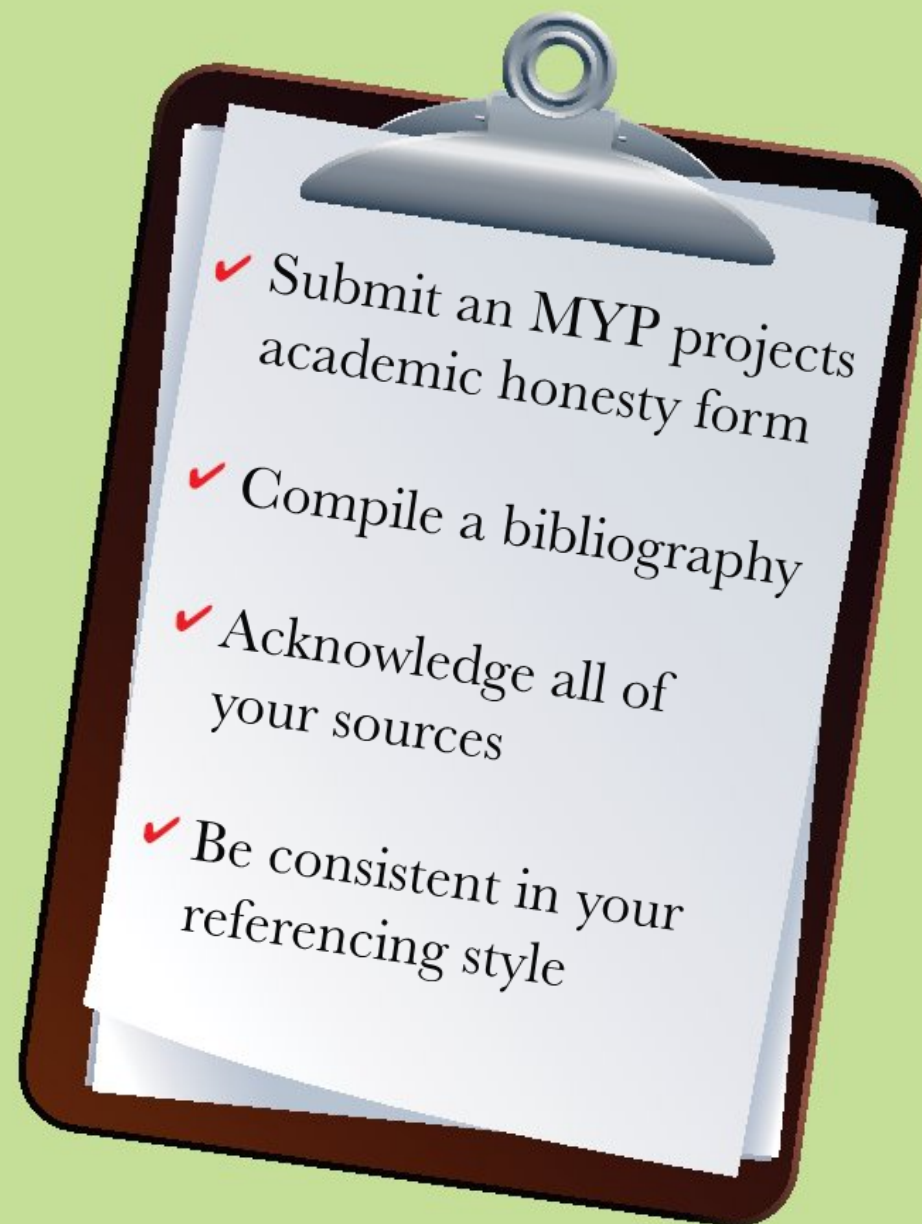 ✔ Submit an MYP projects
academic honesty form
✔ Compile a bibliography
✔ Acknowledge all of
your sources
✔ Be consistent in your
referencing style